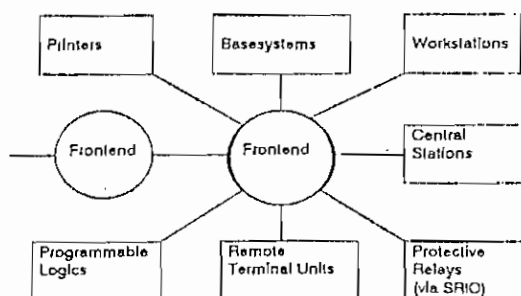 Printers
Basesystems
Workstations
Frontend
Frontend
Central
Stations
Programmable
Logics
Remote
Terminal Units
Protective
Relays
(via SRIO)